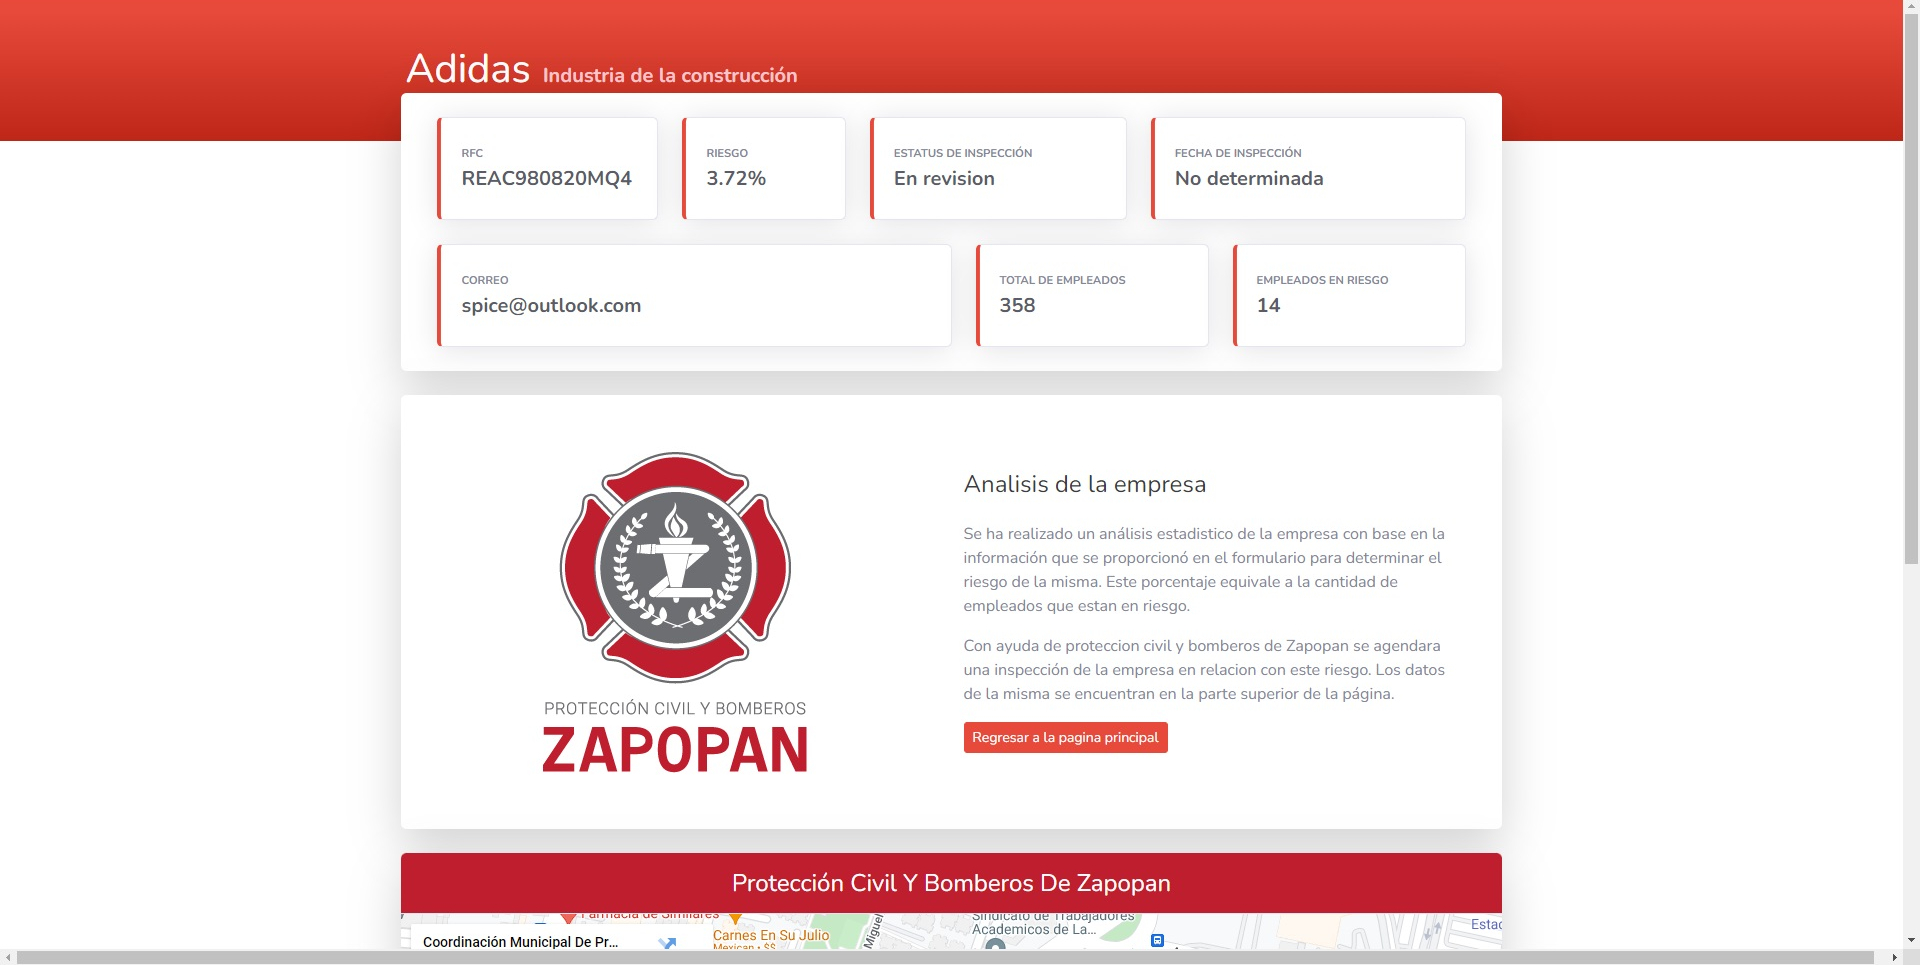 Adidas Industria de la construcción
RFC
REAC980820MQ4
RIESGO
3.72%
ESTATUS DE INSPECCIÓN
En revision
FECHA DE INSPECCIÓN
No determinada
CORREO
spice@outlook.com
TOTAL DE EMPLEADOS
358
EMPLEADOS EN RIESGO
14
PROTECCIÓN CIVIL Y BOMBEROS
ZAPOPAN
Analisis de la empresa
Se ha realizado un análisis estadistico de la empresa con base en la
información que se proporcionó en el formulario para determinar el
riesgo de la misma. Este porcentaje equivale a la cantidad de
empleados que estan en riesgo.
Con ayuda de proteccion civil y bomberos de Zapopan se agendara
una inspección de la empresa en relacion con este riesgo. Los datos
de la misma se encuentran en la parte superior de la página.
Regresar a la pagina principal
Protección Civil Y Bomberos De Zapopan
Farmacia de Similares
Coordinación Municipal De Pr...
Carnes En Su Julio
Mexican • $$
Miguel
Sindicato de Trabajadores
Academicos de La...
Estac